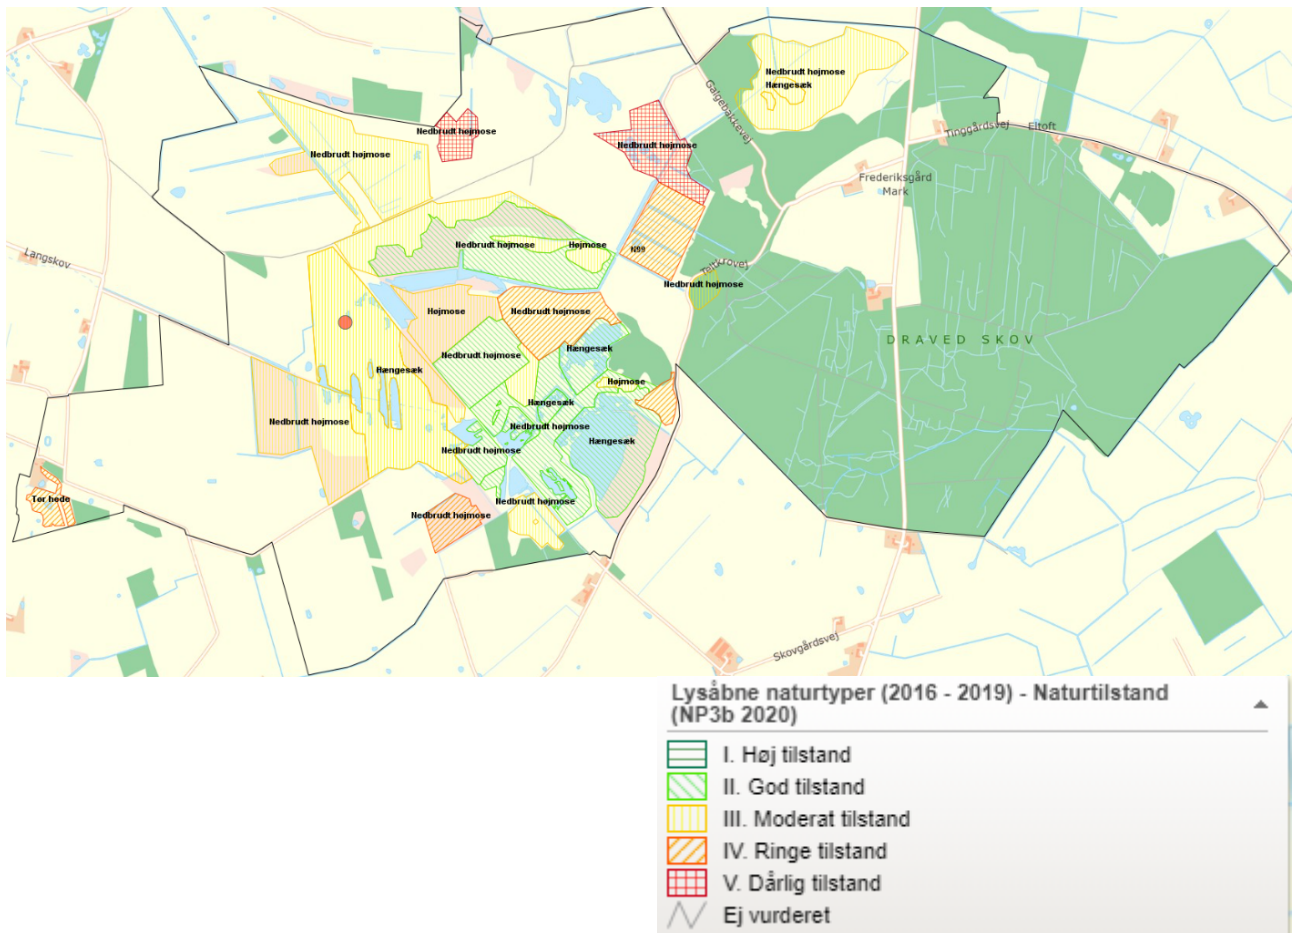 Nedbrudt højmose
Hængesæk
Galgebakkevej
Nedbrudt højmose
Tinggårdsvej
Eltoft
Nedbrudt højmose
Nedbrudt højmose
Frederiksgård
Mark
Nedbrudt højmose
Højmose
Langskov
Teitkrovej
Nedbrudt højmose
Højmose
Nedbrudt højmose
DRAVED SKOV
Nedbrudt højmose
Hængesæk
Hængesæk
Højmose
Hængesæk
Nedbrudt højmose
Nedbrudt højmose
Hængesæk
Nedbrudt højmose
Tør hede
Nedbrudt højmose
Nedbrudt højmose
Skovgårdsvej
Lysåbne naturtyper (2016 - 2019) - Naturtilstand
(NP3b 2020)
I. Høj tilstand
II. God tilstand
III. Moderat tilstand
IV. Ringe tilstand
V. Dårlig tilstand
Ej vurderet